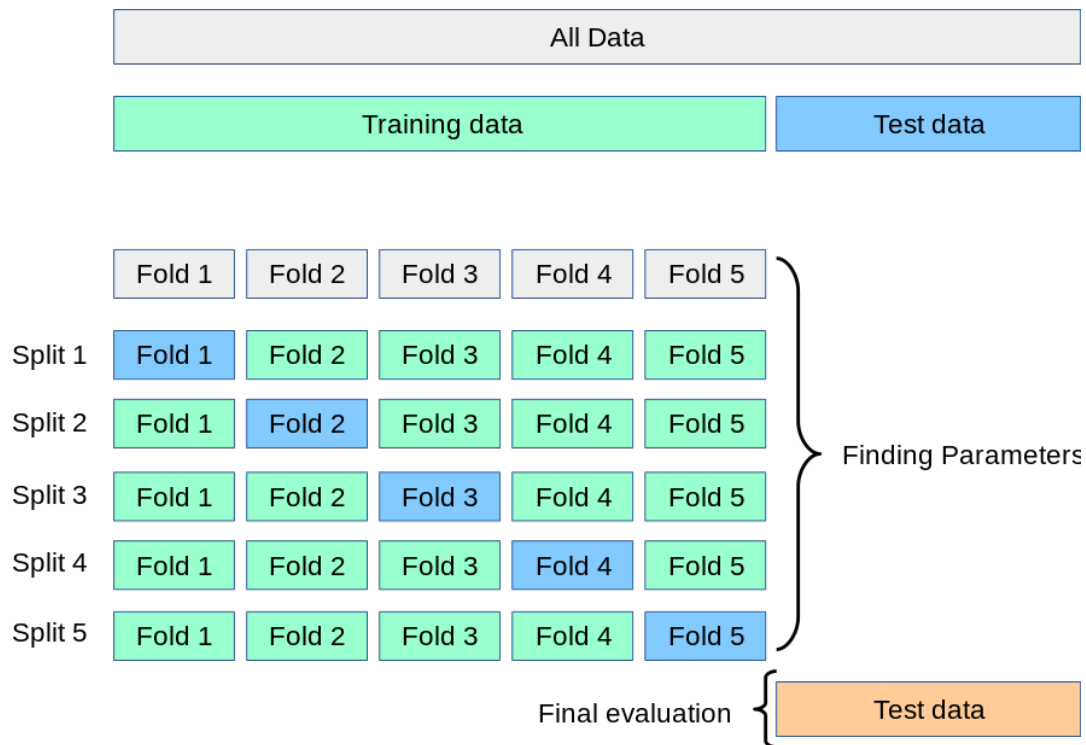 All Data
Training data Test data
Fold 1 Fold 2 Fold 3 Fold 4 Fold 5
Split 1 Fold 1 Fold 2 Fold 3 Fold 4 Fold 5
Split 2 Fold 1 Fold 2 Fold 3 Fold 4 Fold 5
Finding Parameters
Split 3 Fold 1 Fold 2 Fold 3 Fold 4 Fold 5
Split 4 Fold 1 Fold 2 Fold 3 Fold 4 Fold 5
Split 5 Fold 1 Fold 2 Fold 3 Fold 4 Fold 5
Final evaluation Test data